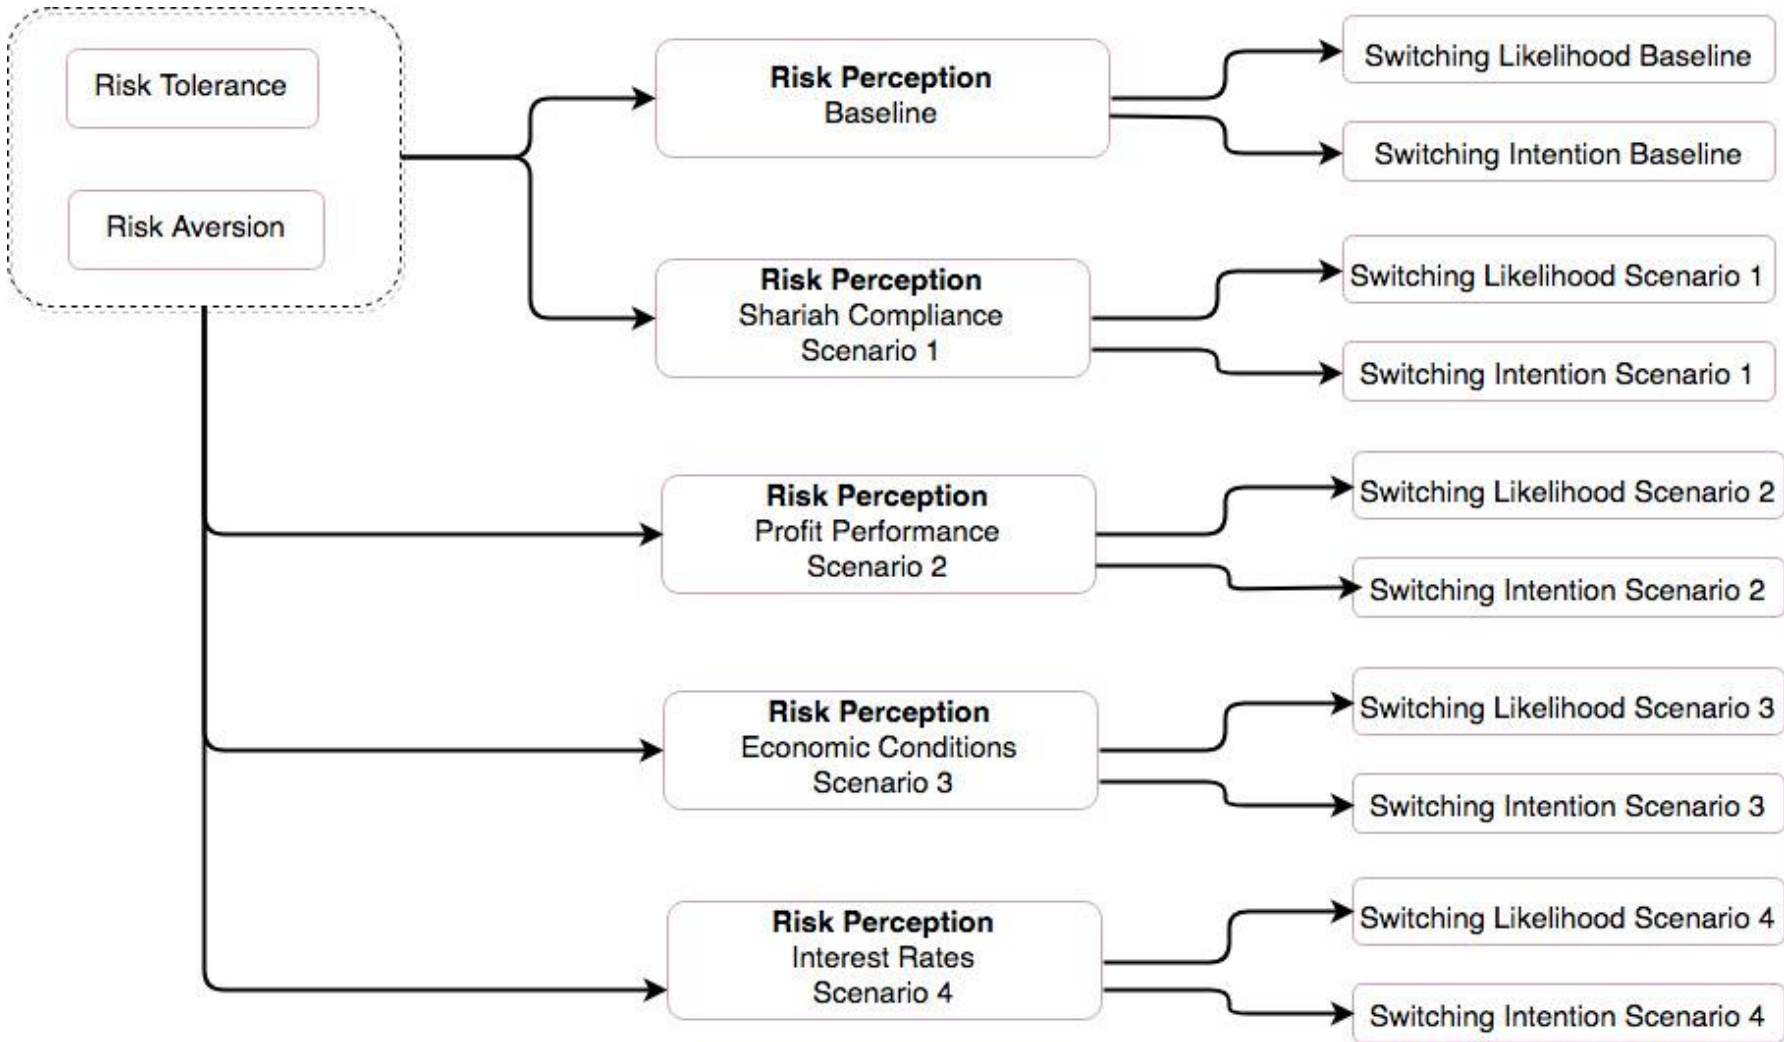 Risk Tolerance
Risk Aversion
Risk Perception
Baseline
Switching Likelihood Baseline
Switching Intention Baseline
Risk Perception
Shariah Compliance
Scenario 1
Switching Likelihood Scenario 1
Switching Intention Scenario 1
Risk Perception
Profit Performance
Scenario 2
Switching Likelihood Scenario 2
Switching Intention Scenario 2
Risk Perception
Economic Conditions
Scenario 3
Switching Likelihood Scenario 3
Switching Intention Scenario 3
Risk Perception
Interest Rates
Scenario 4
Switching Likelihood Scenario 4
Switching Intention Scenario 4